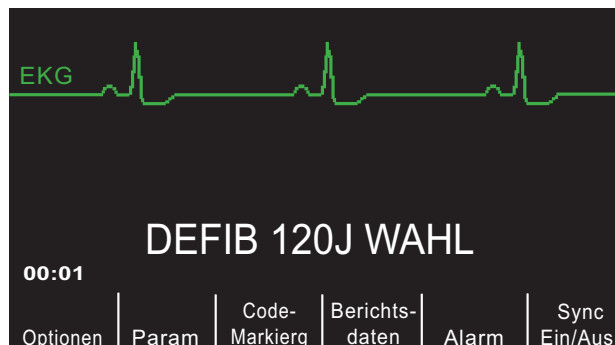 EKG
DEFIB 120J WAHL
00:01
Optionen
Param
Code-
Markierg
Berichts-
daten
Alarm
Sync
Ein/Aus